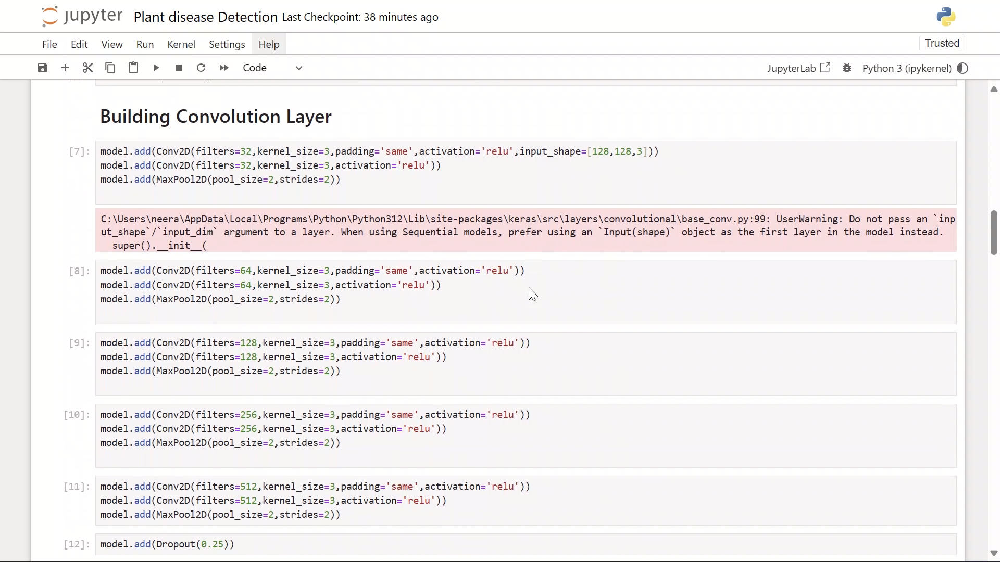 jupyter Plant disease Detection Last Checkpoint: 38 minutes ago
File Edit View Run Kernel Settings Help Trusted
Code JupyterLab Python 3 (ipykernel)
Building Convolution Layer
[7]: model.add(Conv2D(filters=32,kernel_size=3,padding='same',activation='relu',input_shape=[128,128,3]))
model.add(Conv2D(filters=32,kernel_size=3,activation='relu'))
model.add(MaxPool2D(pool_size=2,strides=2))
C:\Users\neera\AppData\Local\Programs\Python\Python312\Lib\site-packages\keras\src\layers\convolutional\base_conv.py:99: UserWarning: Do not pass an `inp
ut_shape`/`input_dim` argument to a layer. When using Sequential models, prefer using an `Input(shape)` object as the first layer in the model instead.
  super().__init__(
[8]: model.add(Conv2D(filters=64,kernel_size=3,padding='same',activation='relu'))
model.add(Conv2D(filters=64,kernel_size=3,activation='relu'))
model.add(MaxPool2D(pool_size=2,strides=2))
[9]: model.add(Conv2D(filters=128,kernel_size=3,padding='same',activation='relu'))
model.add(Conv2D(filters=128,kernel_size=3,activation='relu'))
model.add(MaxPool2D(pool_size=2,strides=2))
[10]: model.add(Conv2D(filters=256,kernel_size=3,padding='same',activation='relu'))
model.add(Conv2D(filters=256,kernel_size=3,activation='relu'))
model.add(MaxPool2D(pool_size=2,strides=2))
[11]: model.add(Conv2D(filters=512,kernel_size=3,padding='same',activation='relu'))
model.add(Conv2D(filters=512,kernel_size=3,activation='relu'))
model.add(MaxPool2D(pool_size=2,strides=2))
[12]: model.add(Dropout(0.25))